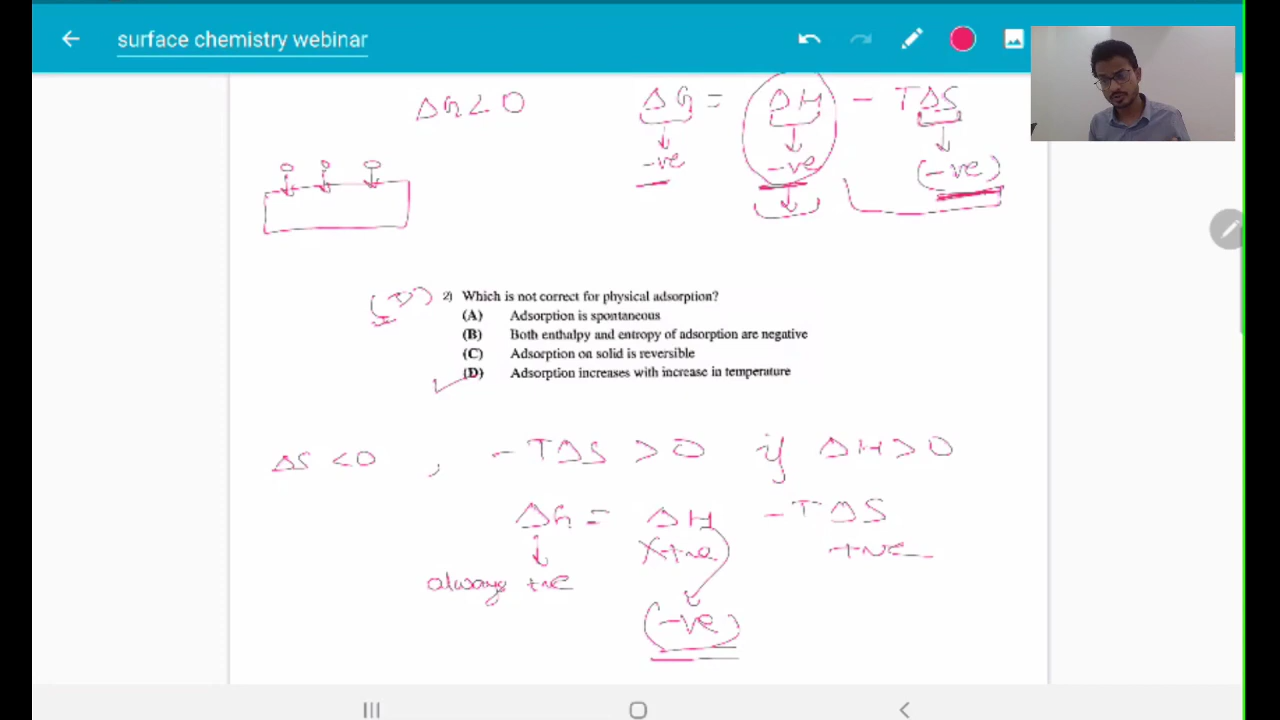 surface chemistry webinar
ΔG < 0 ΔG = ΔH - TΔS
-ve -ve (-ve)
(D) 2) Which is not correct for physical adsorption?
(A) Adsorption is spontaneous
(B) Both enthalpy and entropy of adsorption are negative
(C) Adsorption on solid is reversible
(D) Adsorption increases with increase in temperature
ΔS < 0 , - TΔS > 0 if ΔH > 0
ΔG = ΔH - TΔS
+ve +ve
always +ve
(-ve)